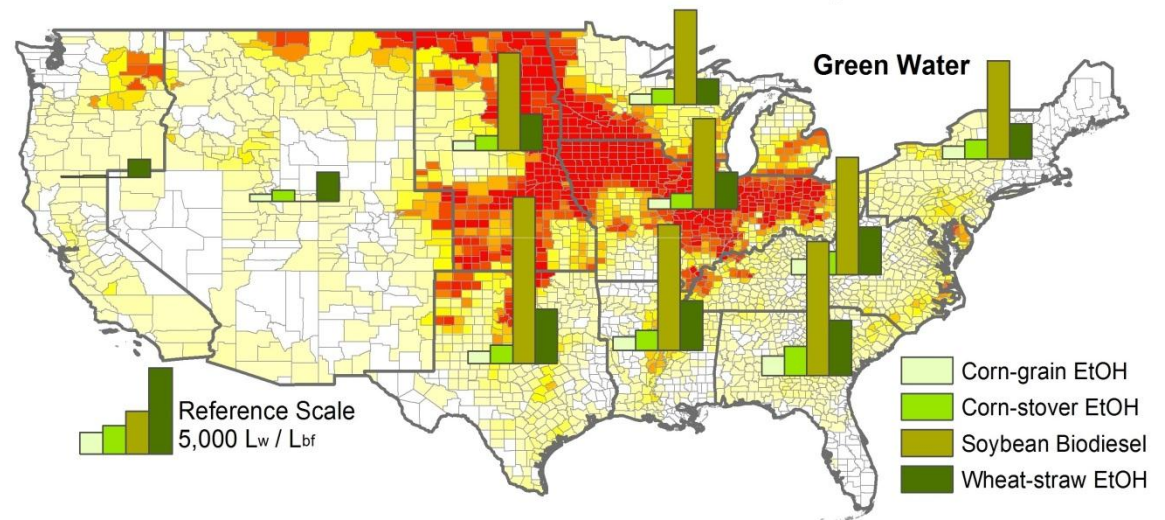 Green Water
Reference Scale
5,000 Lw / Lbf
Corn-grain EtOH
Corn-stover EtOH
Soybean Biodiesel
Wheat-straw EtOH